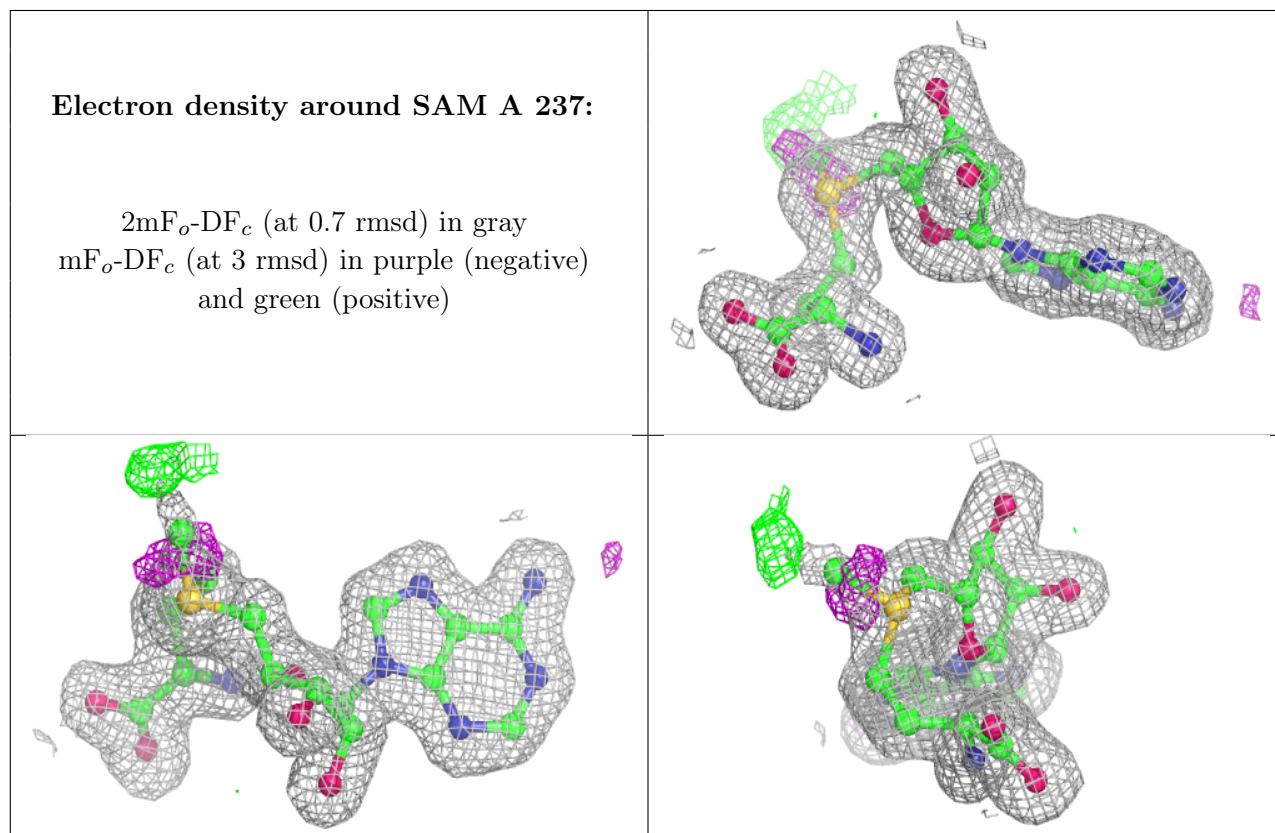 Electron density around SAM A 237:
2mFo-DFc (at 0.7 rmsd) in gray
mFo-DFc (at 3 rmsd) in purple (negative)
and green (positive)